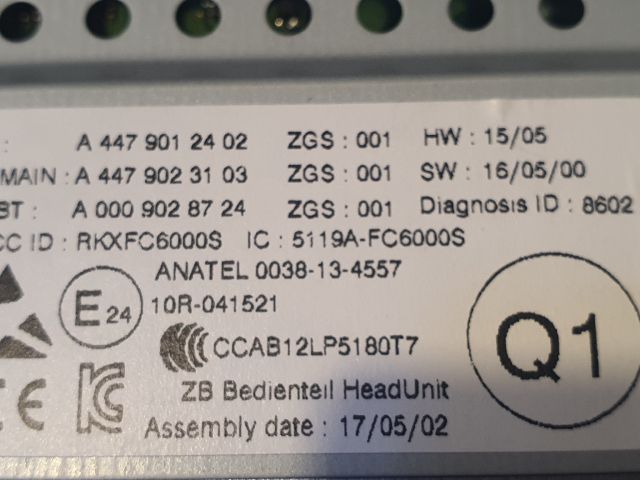 : A 447 901 24 02 ZGS : 001 HW : 15/05
MAIN : A 447 902 31 03 ZGS : 001 SW : 16/05/00
BT : A 000 902 87 24 ZGS : 001 Diagnosis ID : 8602
CC ID : RKXFC6000S IC : 5119A-FC6000S
ANATEL 0038-13-4557
E24 10R-041521
CCAB12LP5180T7
Q1
CE
ZB Bedienteil HeadUnit
Assembly date : 17/05/02